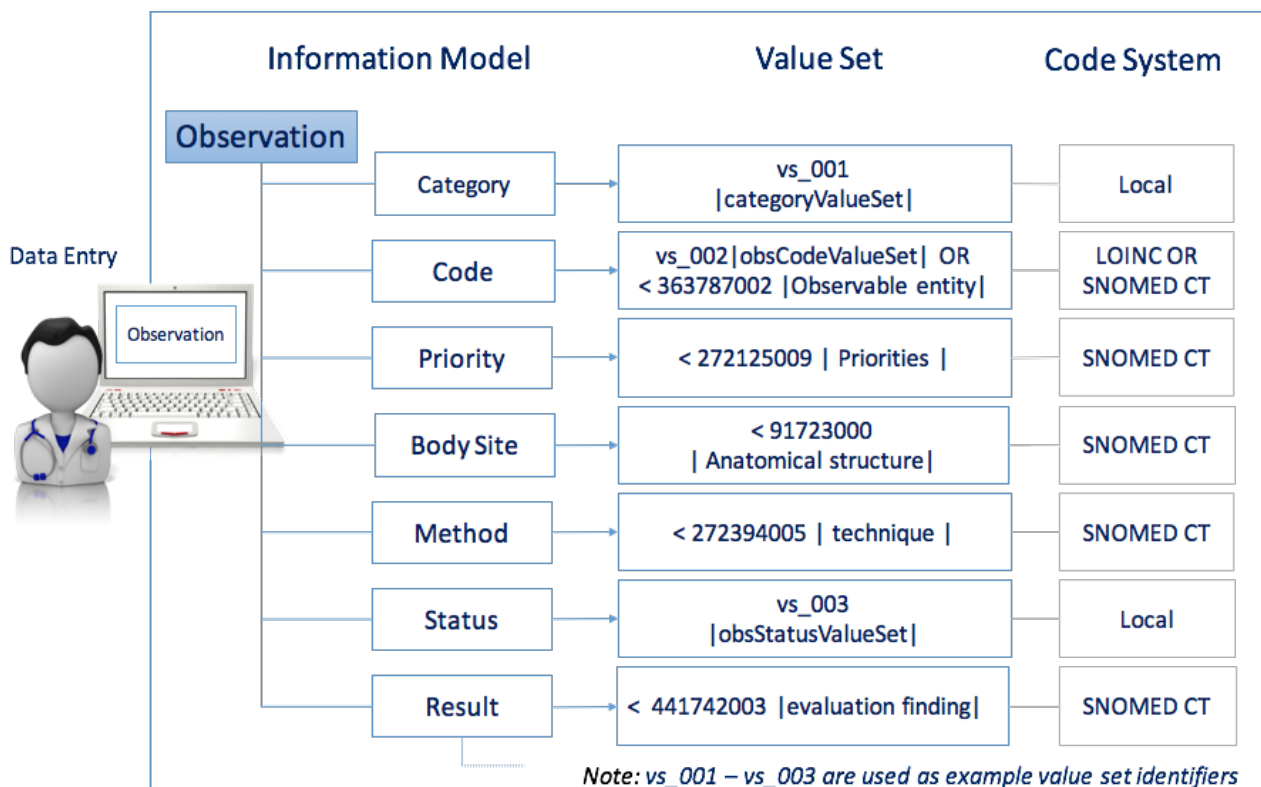 Information Model
Value Set
Code System
Observation
Category
vs_001
|categoryValueSet|
Local
Data Entry
Code
vs_002|obsCodeValueSet| OR
< 363787002 |Observable entity|
LOINC OR
SNOMED CT
Observation
Priority
< 272125009 | Priorities |
SNOMED CT
Body Site
< 91723000
| Anatomical structure|
SNOMED CT
Method
< 272394005 | technique |
SNOMED CT
Status
vs_003
|obsStatusValueSet|
Local
Result
< 441742003 |evaluation finding|
SNOMED CT
Note: vs_001 – vs_003 are used as example value set identifiers